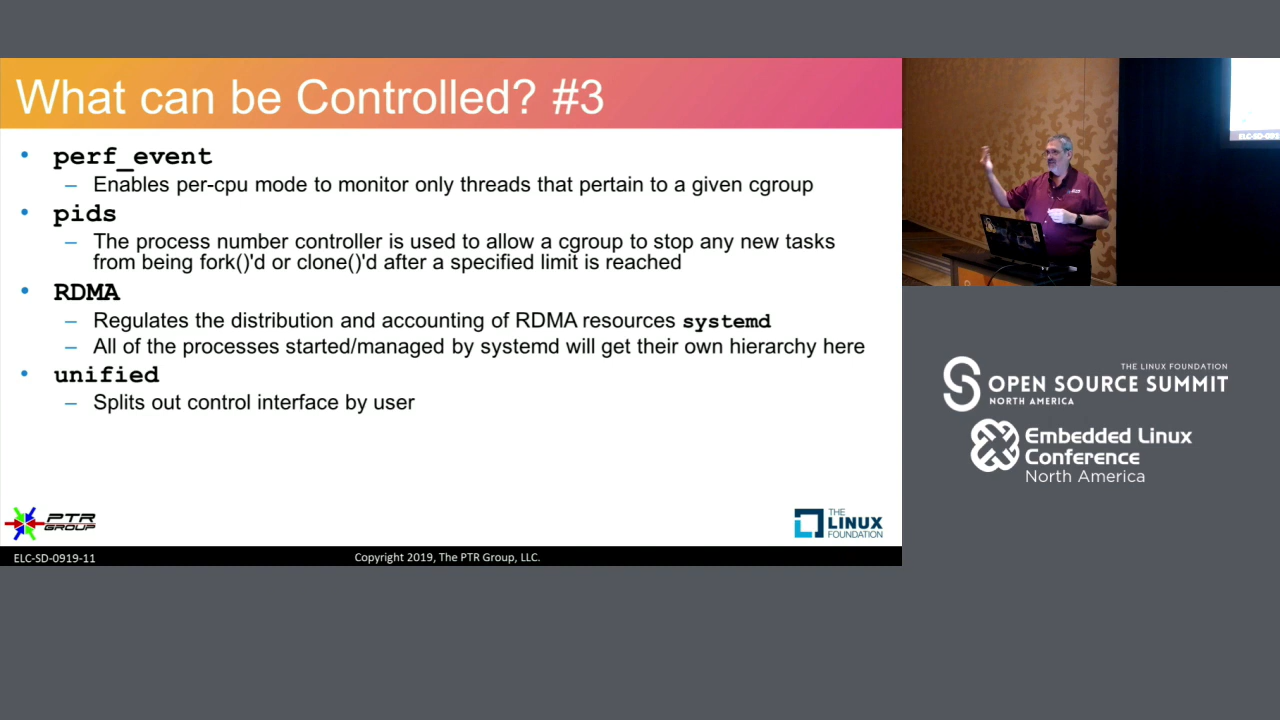 What can be Controlled? #3
• perf_event
– Enables per-cpu mode to monitor only threads that pertain to a given cgroup
• pids
– The process number controller is used to allow a cgroup to stop any new tasks
from being fork()'d or clone()'d after a specified limit is reached
• RDMA
– Regulates the distribution and accounting of RDMA resources systemd
– All of the processes started/managed by systemd will get their own hierarchy here
• unified
– Splits out control interface by user
PTR
GROUP
THE
LINUX
FOUNDATION
ELC-SD-0919-11
Copyright 2019, The PTR Group, LLC.
THE LINUX FOUNDATION
OPEN SOURCE SUMMIT
NORTH AMERICA
Embedded Linux
Conference
North America